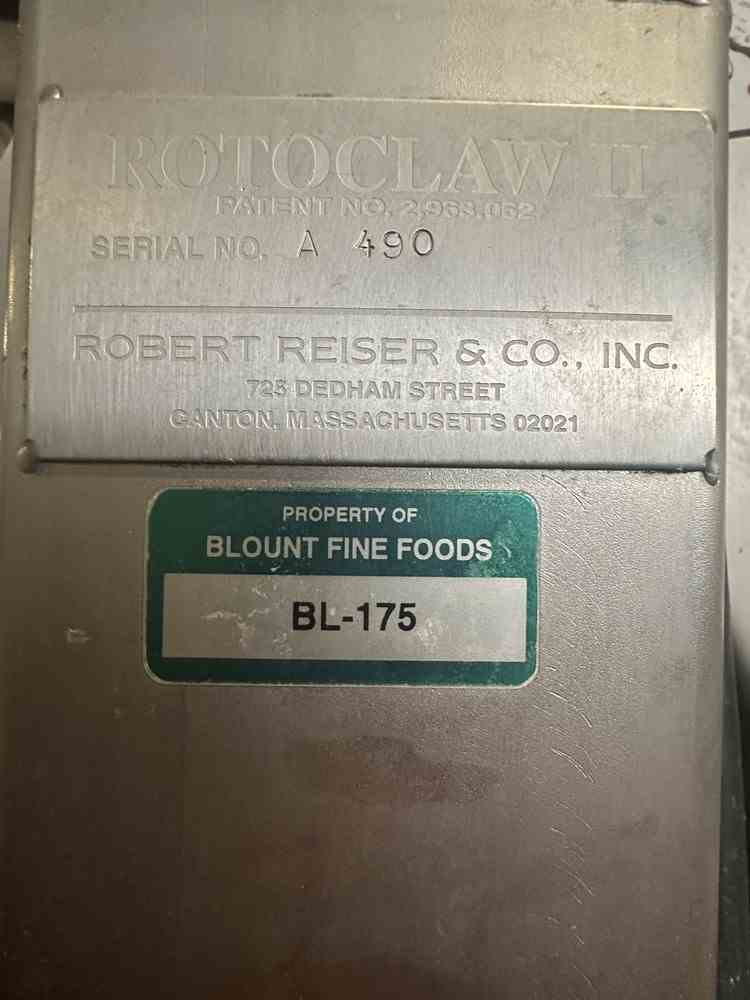 ROTOCLAW II
PATENT NO. 2,963,062
SERIAL NO. A 490
ROBERT REISER & CO., INC.
725 DEDHAM STREET
CANTON, MASSACHUSETTS 02021
PROPERTY OF
BLOUNT FINE FOODS
BL-175